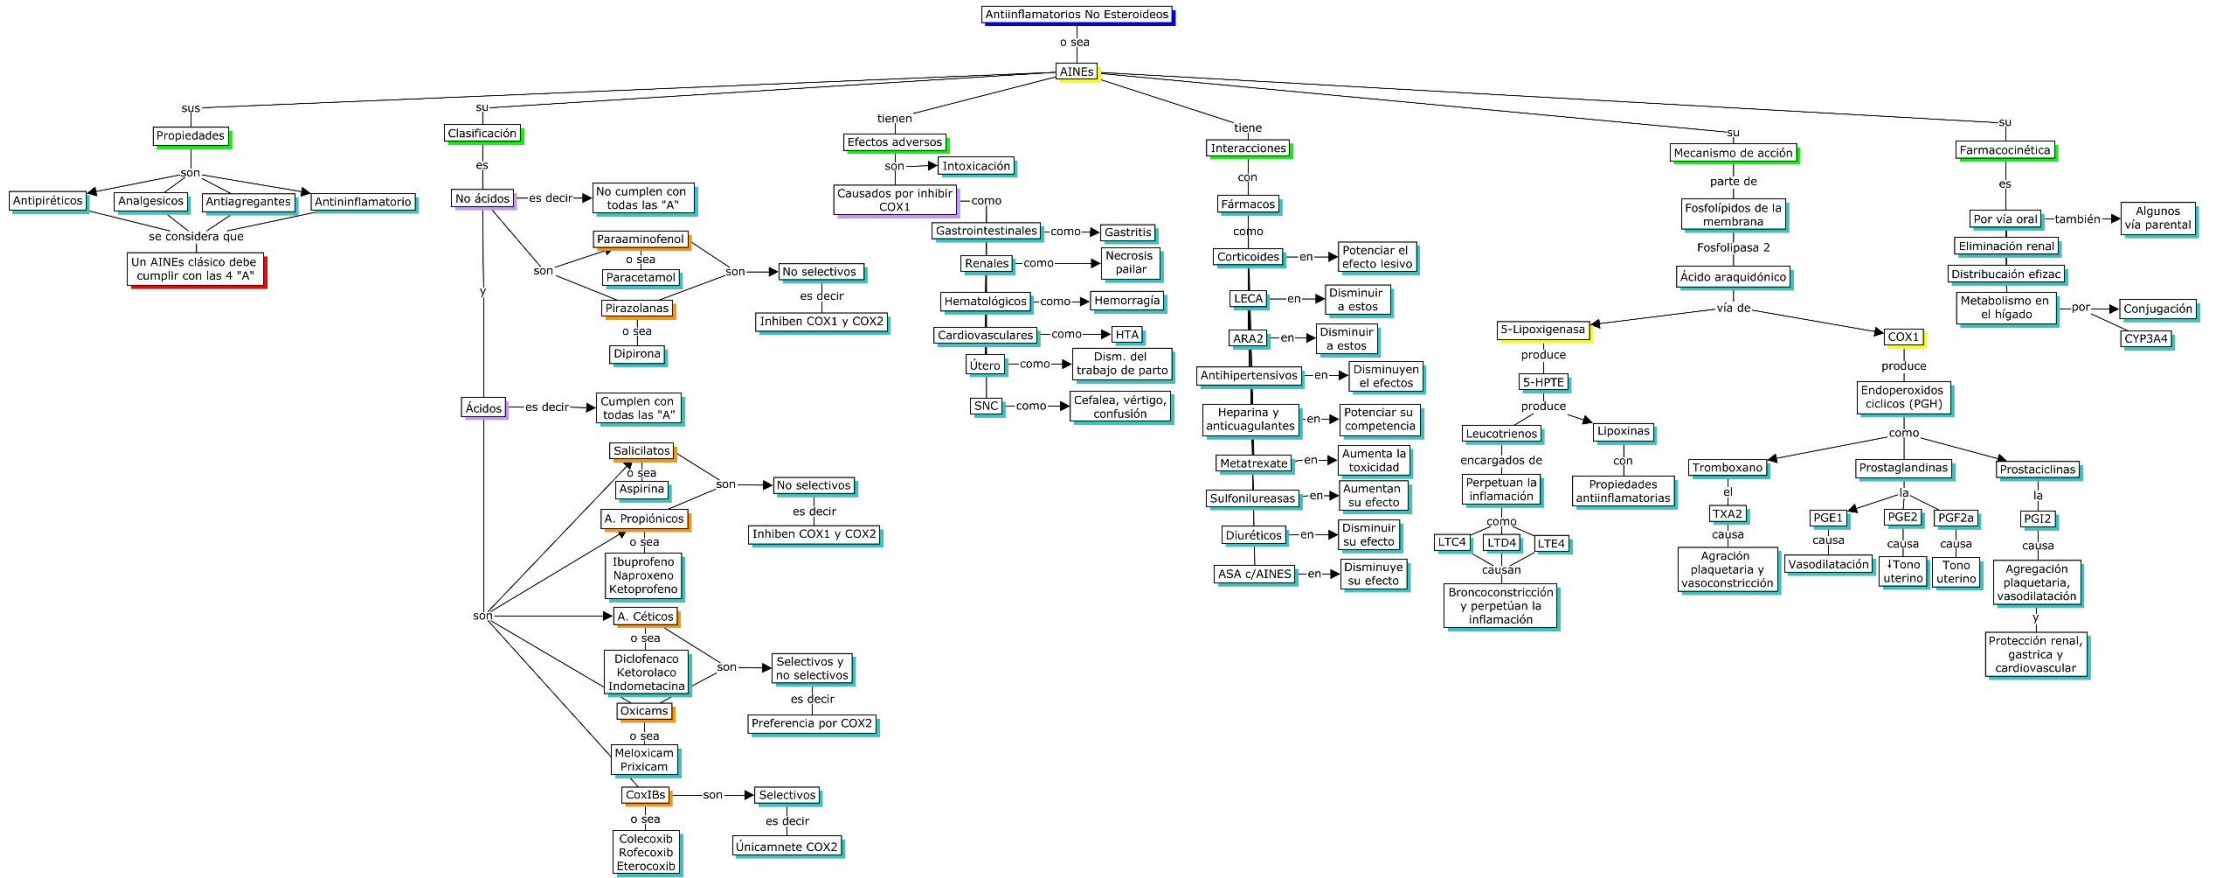 Antiinflamatorios No Esteroideos
o sea
AINEs
sus
Propiedades
son
Antipiréticos
Analgesicos
Antiagregantes
Antininflamatorio
se considera que
Un AINEs clásico debe
cumplir con las 4 "A"
su
Clasificación
es
No ácidos
es decir
No cumplen con
todas las "A"
son
Paraaminofenol
o sea
Paracetamol
Pirazolanas
o sea
Dipirona
son
No selectivos
es decir
Inhiben COX1 y COX2
y
Ácidos
es decir
Cumplen con
todas las "A"
son
Salicilatos
o sea
Aspirina
A. Propiónicos
o sea
Ibuprofeno
Naproxeno
Ketoprofeno
son
No selectivos
es decir
Inhiben COX1 y COX2
A. Céticos
o sea
Diclofenaco
Ketorolaco
Indometacina
Oxicams
o sea
Meloxicam
Prixicam
son
Selectivos y
no selectivos
es decir
Preferencia por COX2
CoxIBs
o sea
Colecoxib
Rofecoxib
Eterocoxib
son
Selectivos
es decir
Únicamnete COX2
tienen
Efectos adversos
son
Intoxicación
Causados por inhibir
COX1
como
Gastrointestinales
como
Gastritis
Renales
como
Necrosis
pailar
Hematológicos
como
Hemorragía
Cardiovasculares
como
HTA
Útero
como
Dism. del
trabajo de parto
SNC
como
Cefalea, vértigo,
confusión
tiene
Interacciones
con
Fármacos
como
Corticoides
en
Potenciar el
efecto lesivo
LECA
en
Disminuir
a estos
ARA2
en
Disminuir
a estos
Antihipertensivos
en
Disminuyen
el efectos
Heparina y
anticuagulantes
en
Potenciar su
competencia
Metatrexate
en
Aumenta la
toxicidad
Sulfonilureasas
en
Aumentan
su efecto
Diuréticos
en
Disminuir
su efecto
ASA c/AINES
en
Disminuye
su efecto
su
Mecanismo de acción
parte de
Fosfolípidos de la
membrana
Fosfolipasa 2
Ácido araquidónico
vía de
5-Lipoxigenasa
produce
5-HPTE
produce
Leucotrienos
encargados de
Perpetuan la
inflamación
como
LTC4
LTD4
LTE4
causan
Broncoconstricción
y perpetúan la
inflamación
Lipoxinas
con
Propiedades
antiinflamatorias
COX1
produce
Endoperoxidos
ciclicos (PGH)
como
Tromboxano
el
TXA2
causa
Agración
plaquetaria y
vasoconstricción
Prostaglandinas
la
PGE1
causa
Vasodilatación
PGE2
causa
↓Tono
uterino
PGF2a
causa
Tono
uterino
Prostaciclinas
la
PGI2
causa
Agregación
plaquetaria,
vasodilatación
y
Protección renal,
gastrica y
cardiovascular
su
Farmacocinética
es
Por vía oral
también
Algunos
vía parental
Eliminación renal
Distribucaión efizac
Metabolismo en
el hígado
por
Conjugación
CYP3A4